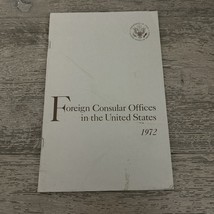 Foreign Consular Offices
in the United States
1972